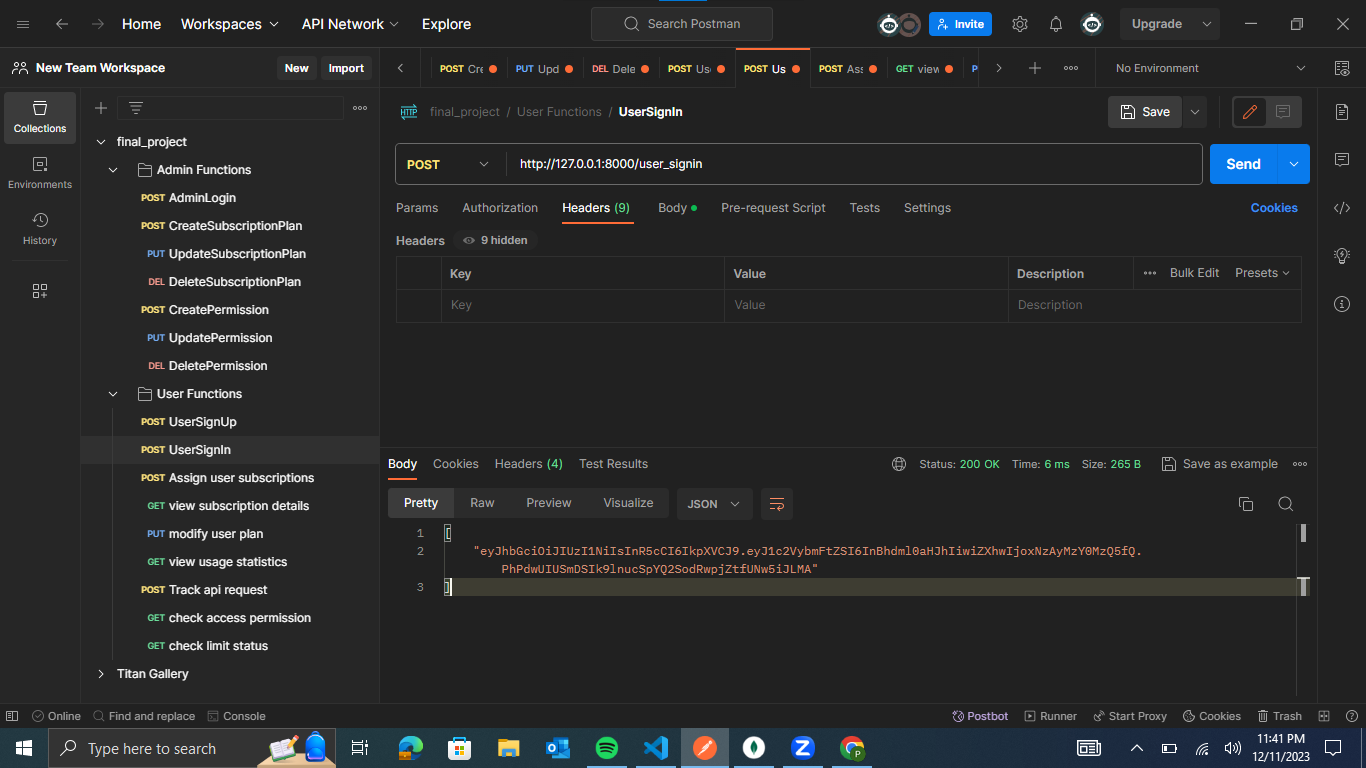 Home Workspaces API Network Explore Search Postman Invite Upgrade
New Team Workspace New Import
POST Cre PUT Upd DEL Dele POST Use POST Us POST Ass GET view P No Environment
Collections
Environments
History
final_project
Admin Functions
POST AdminLogin
POST CreateSubscriptionPlan
PUT UpdateSubscriptionPlan
DEL DeleteSubscriptionPlan
POST CreatePermission
PUT UpdatePermission
DEL DeletePermission
User Functions
POST UserSignUp
POST UserSignIn
POST Assign user subscriptions
GET view subscription details
PUT modify user plan
GET view usage statistics
POST Track api request
GET check access permission
GET check limit status
Titan Gallery
HTTP final_project / User Functions / UserSignIn Save
POST http://127.0.0.1:8000/user_signin Send
Params Authorization Headers (9) Body Pre-request Script Tests Settings Cookies
Headers 9 hidden
Key Value Description Bulk Edit Presets
Key Value Description
Body Cookies Headers (4) Test Results Status: 200 OK Time: 6 ms Size: 265 B Save as example
Pretty Raw Preview Visualize JSON
1 [
2 "eyJhbGciOiJIUzI1NiIsInR5cCI6IkpXVCJ9.eyJ1c2VybmFtZSI6InBhdml0aHJhIiwiZXhwIjoxNzAyMzY0MzQ5fQ.
PhPdwUIUSmDSIk9lnucSpYQ2SodRwpjZtfUNw5iJLMA"
3 ]
Online Find and replace Console Postbot Runner Start Proxy Cookies Trash
Type here to search
11:41 PM
12/11/2023